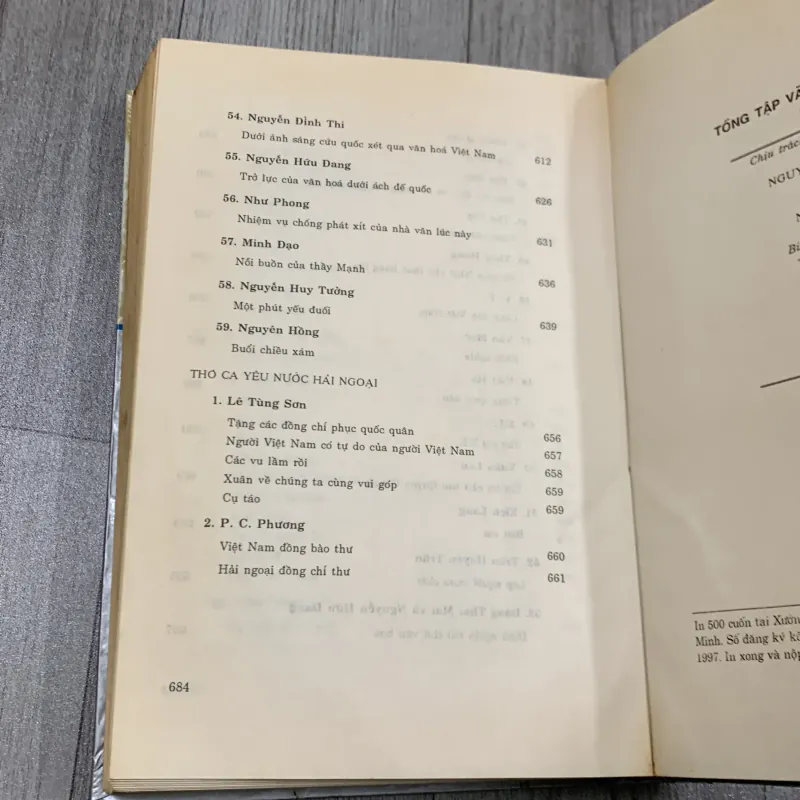 54. Nguyễn Đình Thi
Dưới ánh sáng cứu quốc xét qua văn hoá Việt Nam 612
55. Nguyễn Hữu Đang
Trở lực của văn hoá dưới ách đế quốc 626
56. Như Phong
Nhiệm vụ chống phát xít của nhà văn lúc này 631
57. Minh Đạo
Nỗi buồn của thầy Mạnh 636
58. Nguyễn Huy Tưởng
Một phút yếu đuối 639
59. Nguyên Hồng
Buổi chiều xám
THƠ CA YÊU NƯỚC HẢI NGOẠI
1. Lê Tùng Sơn
Tặng các đồng chí phục quốc quân 656
Người Việt Nam có tự do của người Việt Nam 657
Các vu lầm rồi 658
Xuân về chúng ta cùng vui góp 659
Cụ táo 659
2. P. C. Phương
Việt Nam đồng bào thư 660
Hải ngoại đồng chí thư 661
684
TỔNG TẬP
Chịu trác
NGUY
N
In 500 cuốn tại Xưởn
Minh. Số đăng ký kế
1997. In xong và nộp